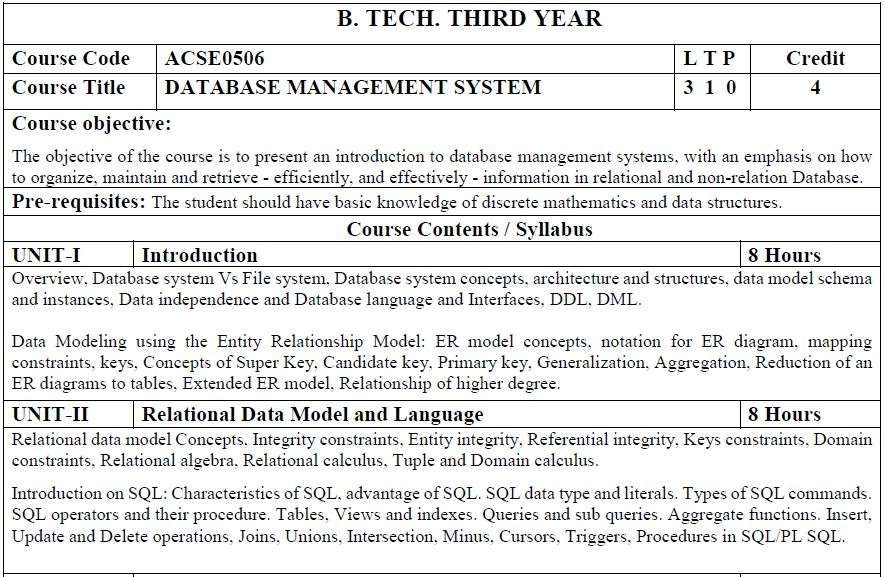 B. TECH. THIRD YEAR
Course Code ACSE0506 L T P Credit
Course Title DATABASE MANAGEMENT SYSTEM 3 1 0 4
Course objective:
The objective of the course is to present an introduction to database management systems, with an emphasis on how
to organize, maintain and retrieve - efficiently, and effectively - information in relational and non-relation Database.
Pre-requisites: The student should have basic knowledge of discrete mathematics and data structures.
Course Contents / Syllabus
UNIT-I Introduction 8 Hours
Overview, Database system Vs File system, Database system concepts, architecture and structures, data model schema
and instances, Data independence and Database language and Interfaces, DDL, DML.
Data Modeling using the Entity Relationship Model: ER model concepts, notation for ER diagram, mapping
constraints, keys, Concepts of Super Key, Candidate key, Primary key, Generalization, Aggregation, Reduction of an
ER diagrams to tables, Extended ER model, Relationship of higher degree.
UNIT-II Relational Data Model and Language 8 Hours
Relational data model Concepts, Integrity constraints, Entity integrity, Referential integrity, Keys constraints, Domain
constraints, Relational algebra, Relational calculus, Tuple and Domain calculus.
Introduction on SQL: Characteristics of SQL, advantage of SQL. SQL data type and literals. Types of SQL commands.
SQL operators and their procedure. Tables, Views and indexes. Queries and sub queries. Aggregate functions. Insert,
Update and Delete operations, Joins, Unions, Intersection, Minus, Cursors, Triggers, Procedures in SQL/PL SQL.